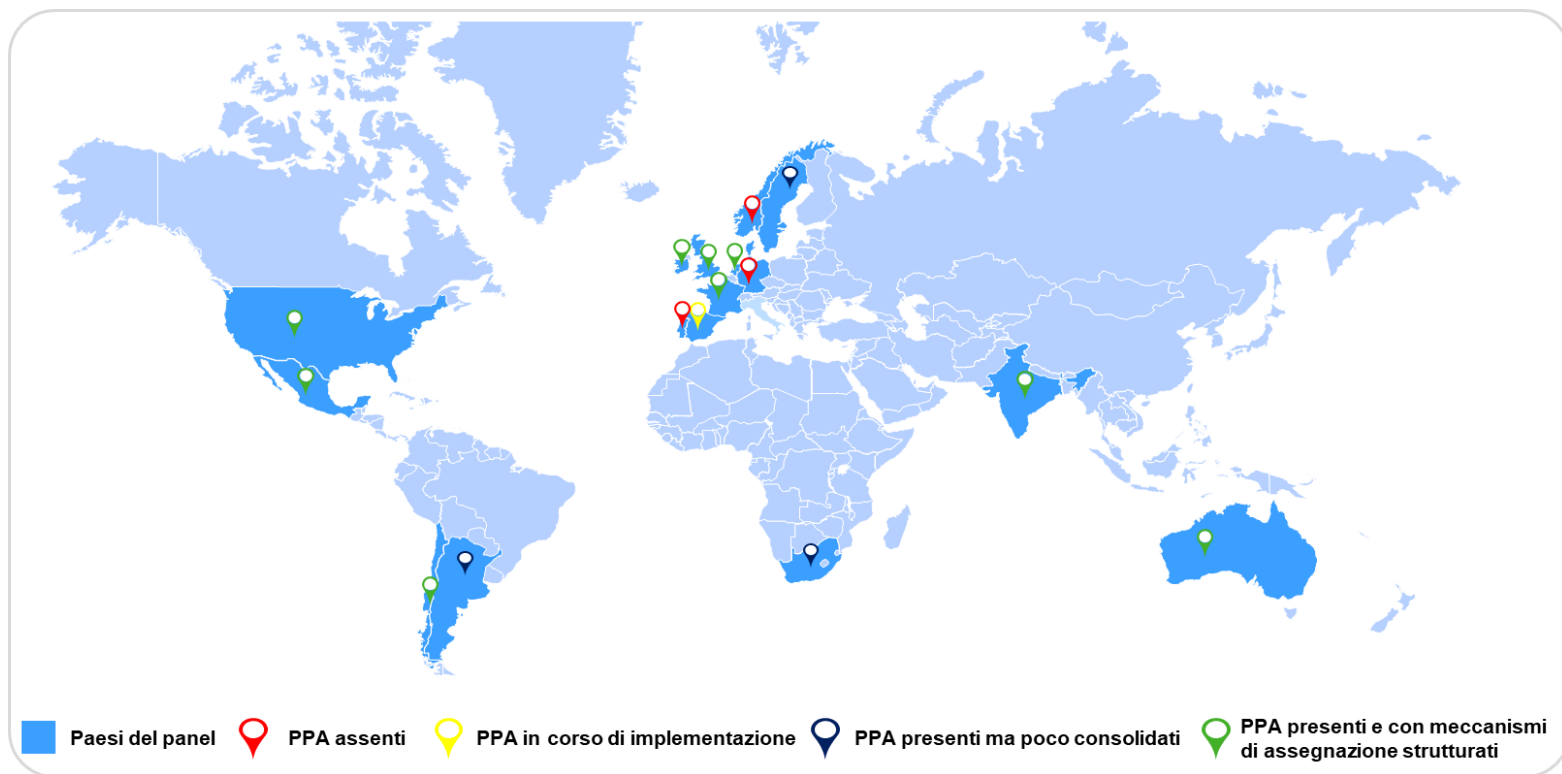 Paesi del panel
PPA assenti
PPA in corso di implementazione
PPA presenti ma poco consolidati
PPA presenti e con meccanismi
di assegnazione strutturati